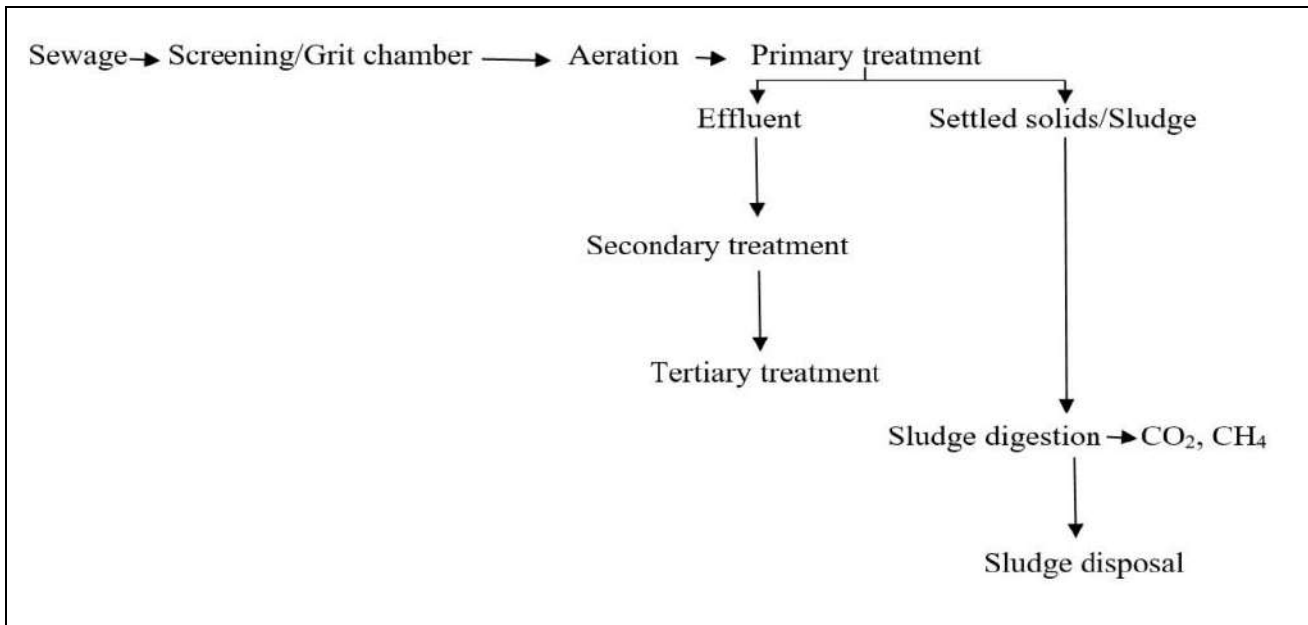 Sewage → Screening/Grit chamber → Aeration → Primary treatment
Effluent Settled solids/Sludge
Secondary treatment
Tertiary treatment
Sludge digestion → CO₂, CH₄
Sludge disposal